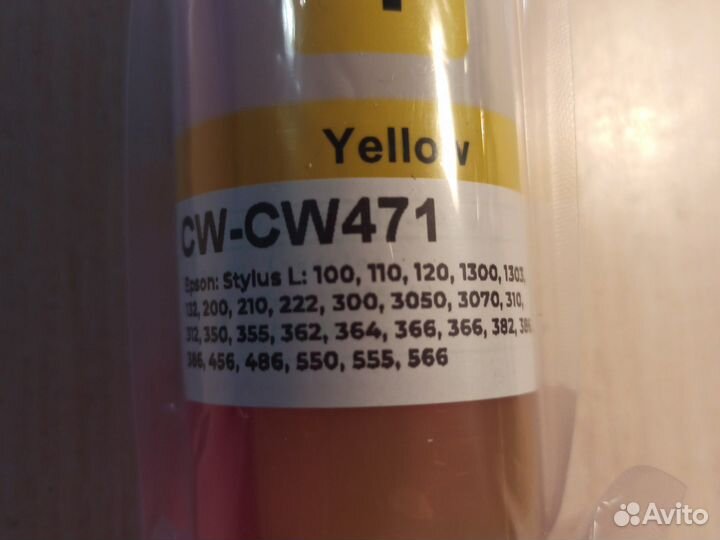 Yellow
CW-CW471
Epson: Stylus L: 100, 110, 120, 1300, 1303,
132, 200, 210, 222, 300, 3050, 3070, 310,
312, 350, 355, 362, 364, 366, 366, 382,
386, 456, 486, 550, 555, 566
Avito